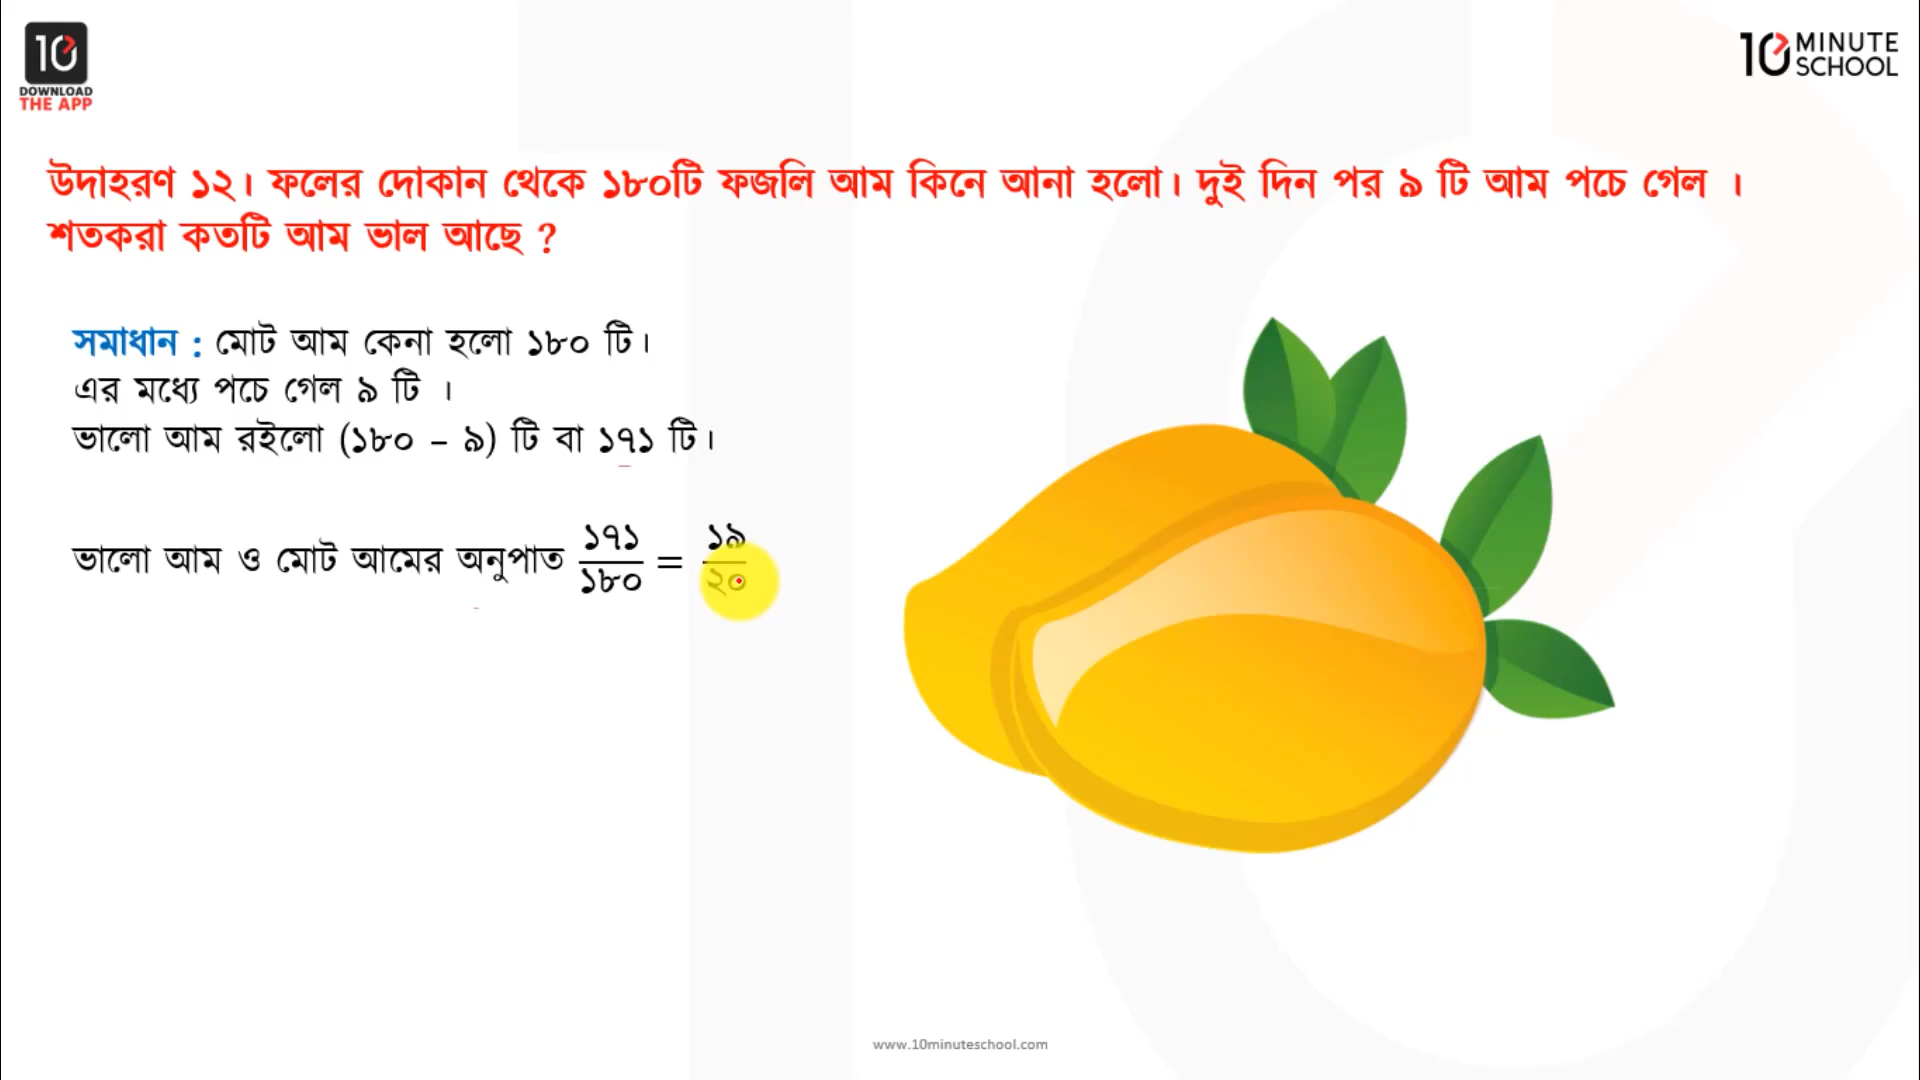 10
DOWNLOAD
THE APP
10 MINUTE
SCHOOL
উদাহরণ ১২। ফলের দোকান থেকে ১৮০টি ফজলি আম কিনে আনা হলো। দুই দিন পর ৯ টি আম পচে গেল ।
শতকরা কতটি আম ভাল আছে ?
সমাধান : মোট আম কেনা হলো ১৮০ টি।
এর মধ্যে পচে গেল ৯ টি ।
ভালো আম রইলো (১৮০ – ৯) টি বা ১৭১ টি।
ভালো আম ও মোট আমের অনুপাত ১৭১/১৮০ = ১৯/২০
www.10minuteschool.com